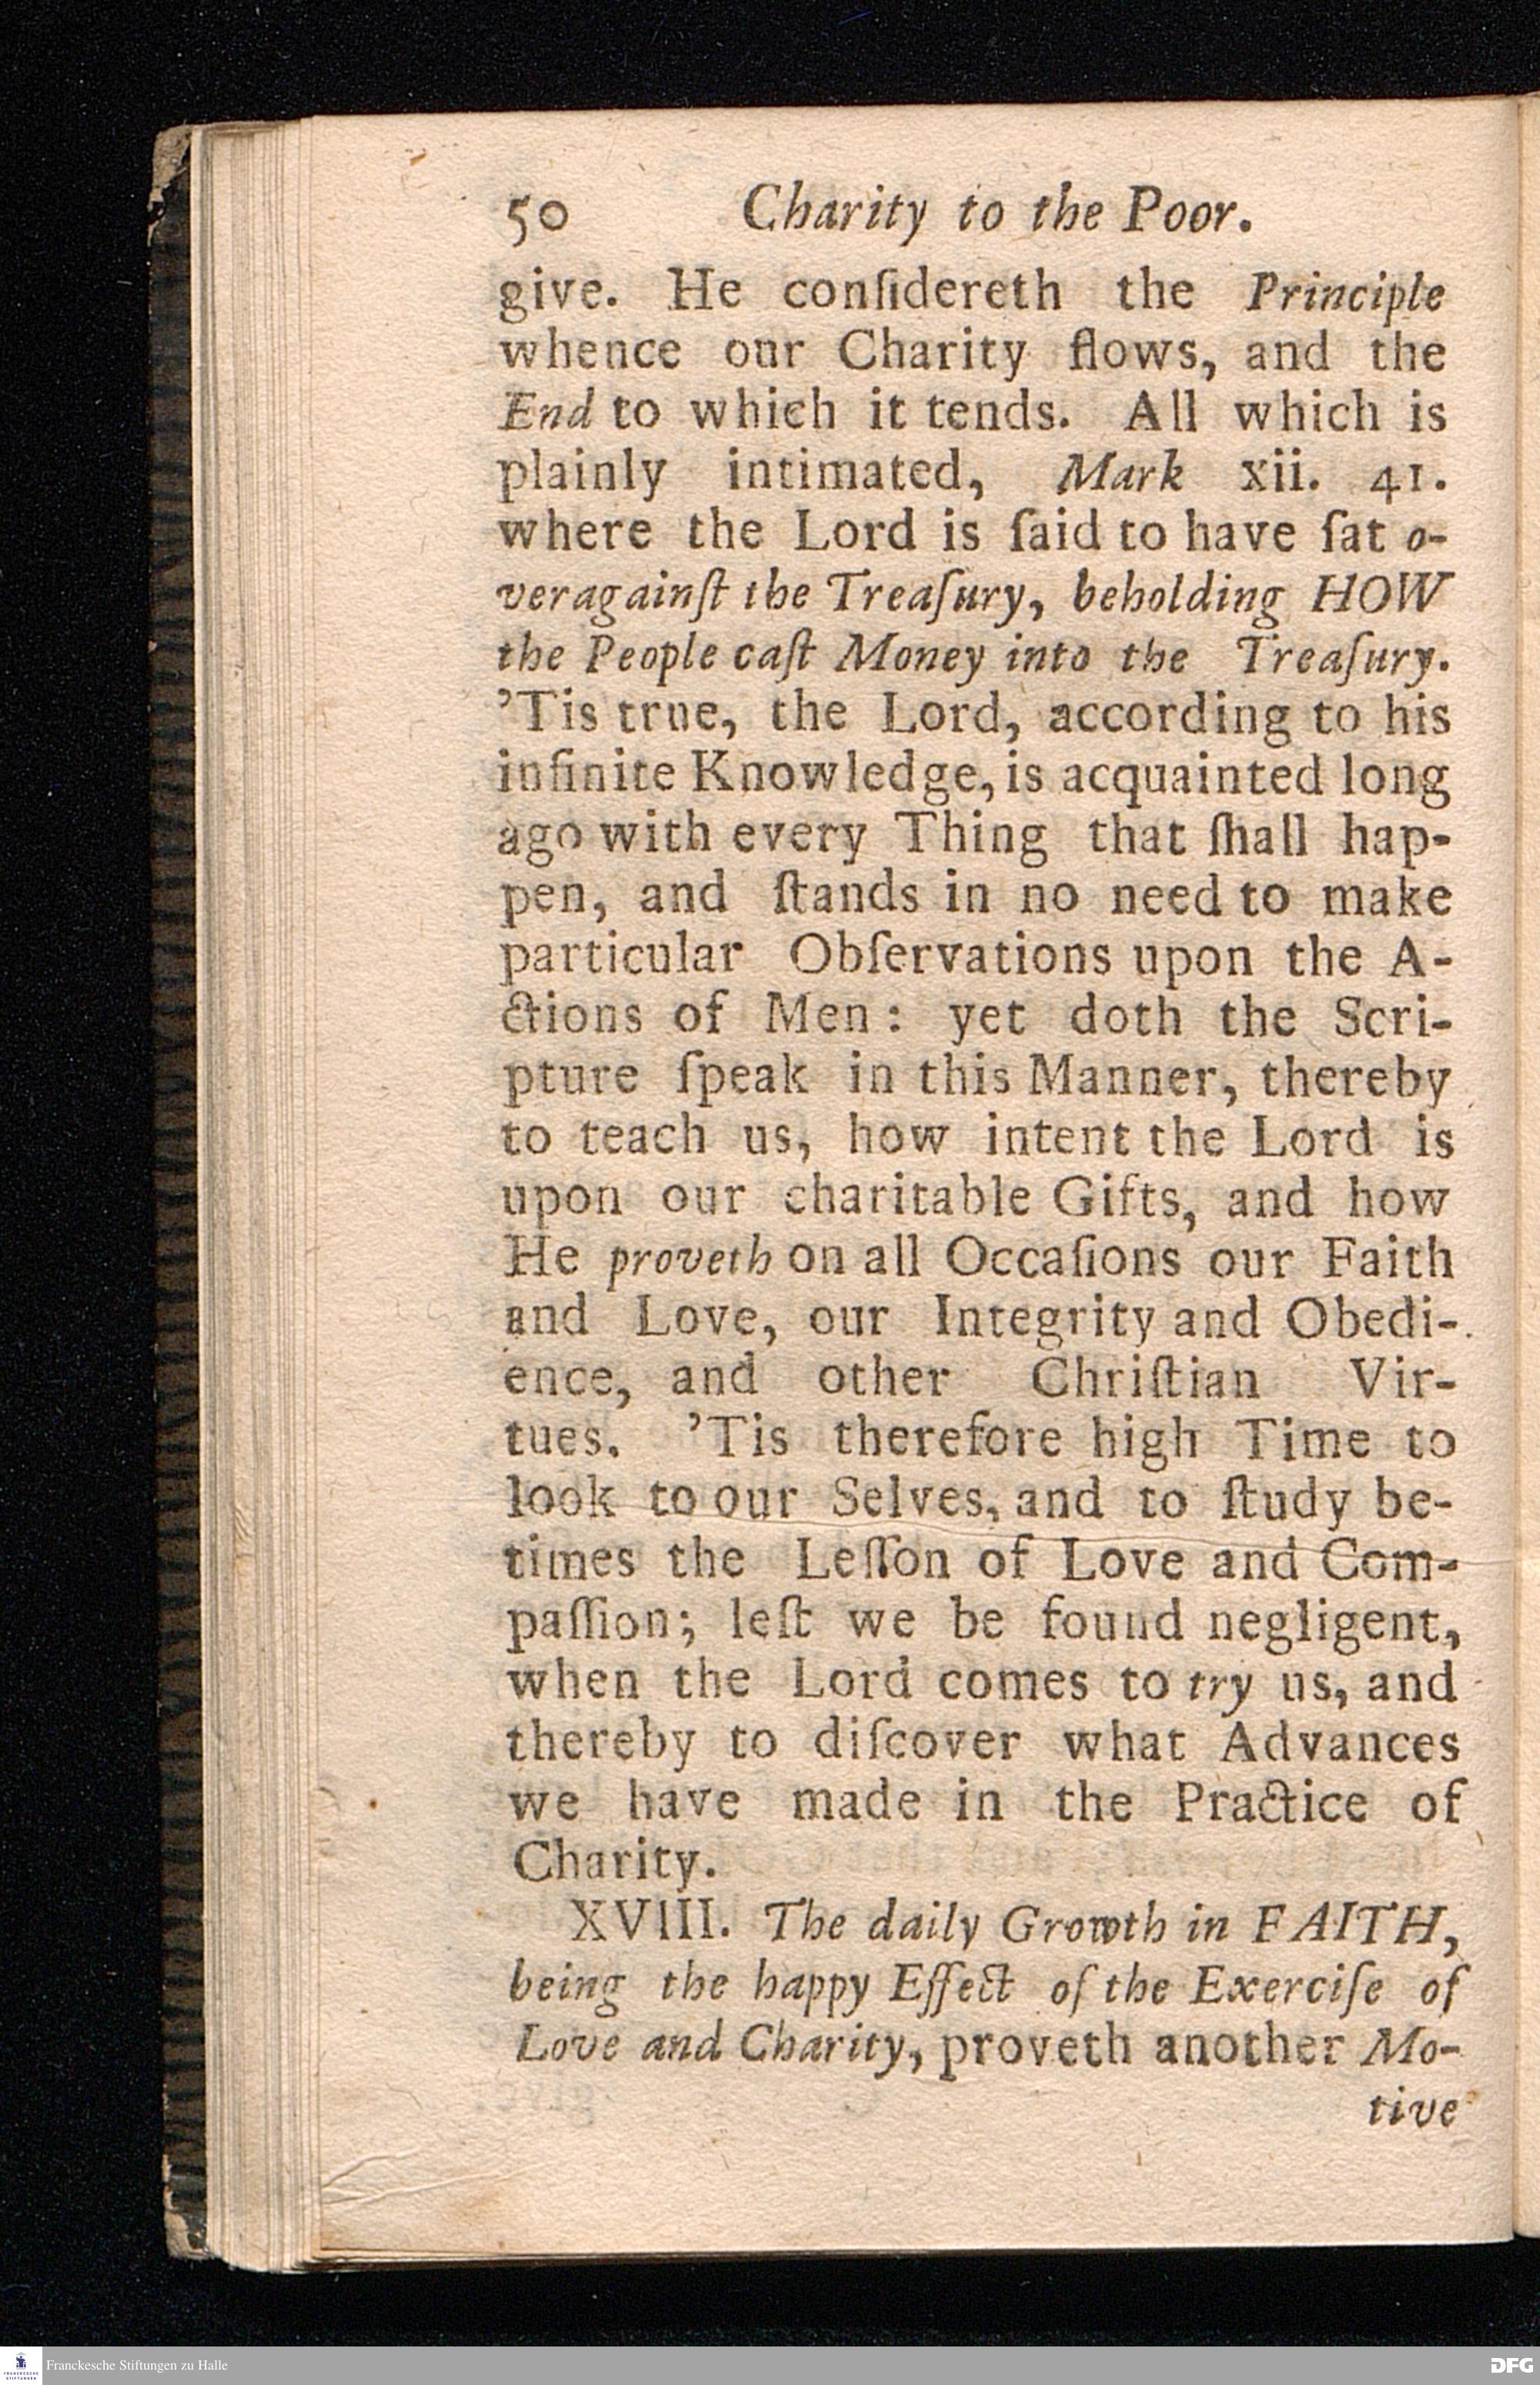 50 Charity to the Poor.
give. He conſidereth the Principle
whence our Charity flows, and the
End to which it tends. All which is
plainly intimated, Mark xii. 41.
where the Lord is ſaid to have ſat o-
veragainſt the Treaſury, beholding HOW
the People caſt Money into the Treaſury.
’Tis true, the Lord, according to his
infinite Knowledge, is acquainted long
ago with every Thing that ſhall hap-
pen, and ſtands in no need to make
particular Obſervations upon the A-
ctions of Men: yet doth the Scri-
pture ſpeak in this Manner, thereby
to teach us, how intent the Lord is
upon our charitable Gifts, and how
He proveth on all Occaſions our Faith
and Love, our Integrity and Obedi-
ence, and other Chriſtian Vir-
tues. ’Tis therefore high Time to
look to our Selves, and to ſtudy be-
times the Leſſon of Love and Com-
paſſion; leſt we be found negligent,
when the Lord comes to try us, and
thereby to diſcover what Advances
we have made in the Practice of
Charity.
XVIII. The daily Growth in FAITH,
being the happy Effect of the Exerciſe of
Love and Charity, proveth another Mo-
tive
FRANCKESCHE STIFTUNGEN
Franckesche Stiftungen zu Halle
DFG